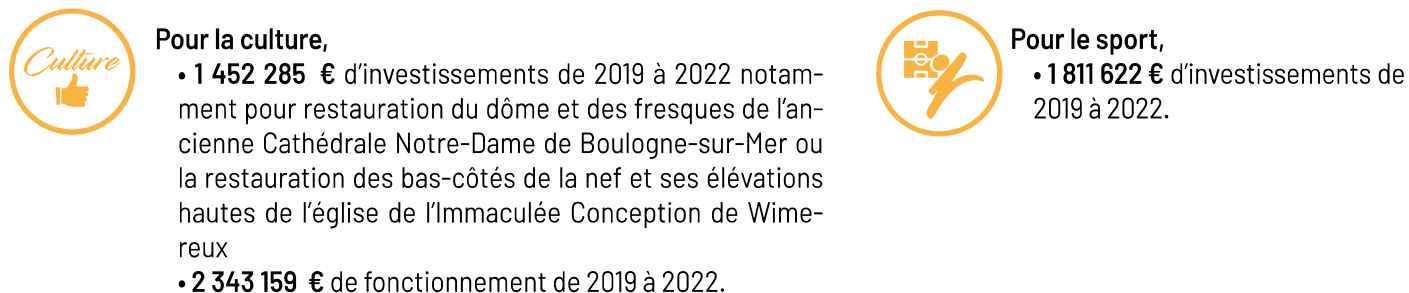 Culture
Pour la culture,
• 1 452 285 € d’investissements de 2019 à 2022 notam-
ment pour restauration du dôme et des fresques de l’an-
cienne Cathédrale Notre-Dame de Boulogne-sur-Mer ou
la restauration des bas-côtés de la nef et ses élévations
hautes de l’église de l’Immaculée Conception de Wime-
reux
• 2 343 159 € de fonctionnement de 2019 à 2022.
Pour le sport,
• 1 811 622 € d’investissements de
2019 à 2022.